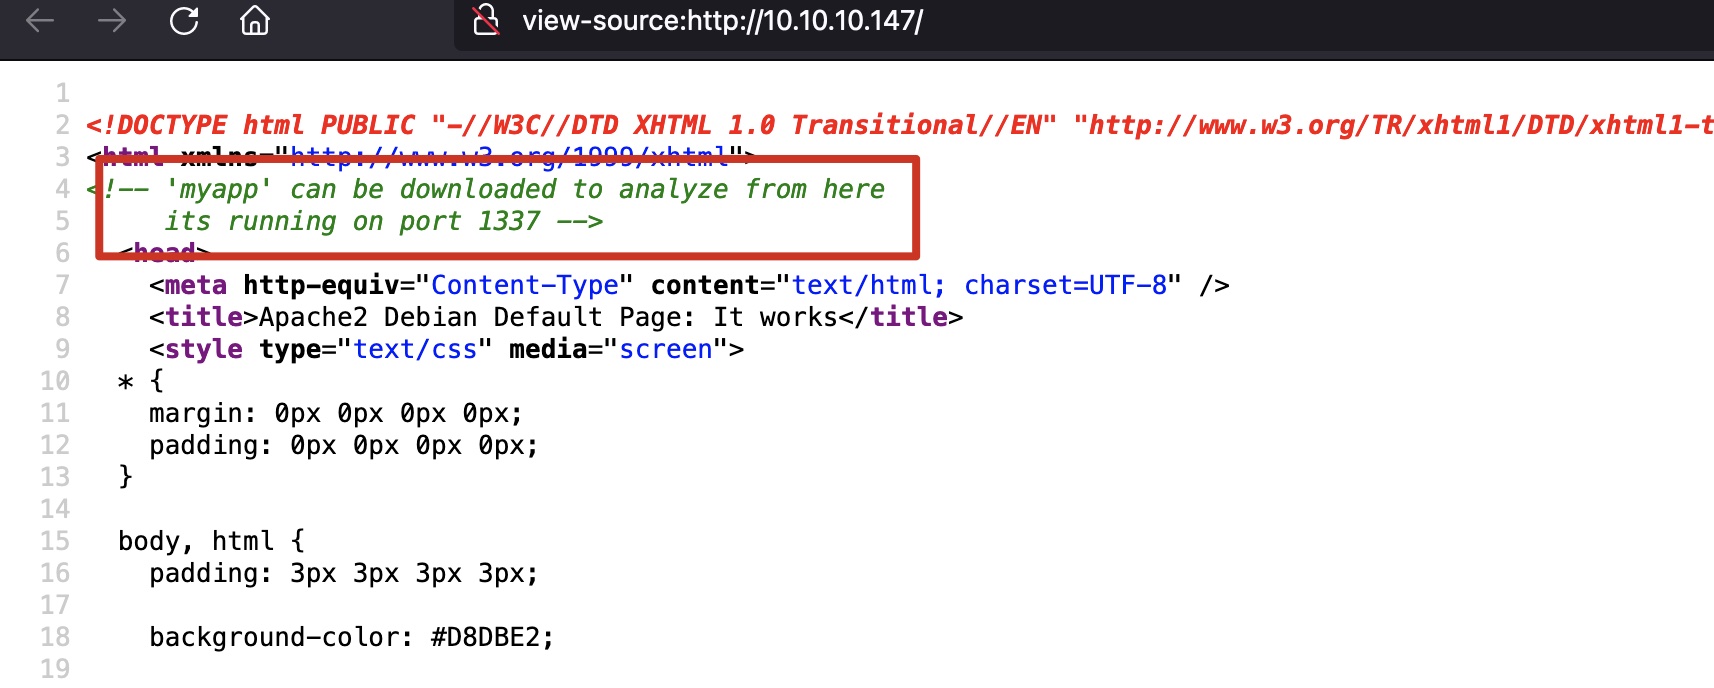 view-source:http://10.10.10.147/
1
2 <!DOCTYPE html PUBLIC "-//W3C//DTD XHTML 1.0 Transitional//EN" "http://www.w3.org/TR/xhtml1/DTD/xhtml1-t
3 <html xmlns="http://www.w3.org/1999/xhtml">
4 <!-- 'myapp' can be downloaded to analyze from here
5      its running on port 1337 -->
6   <head>
7     <meta http-equiv="Content-Type" content="text/html; charset=UTF-8" />
8     <title>Apache2 Debian Default Page: It works</title>
9     <style type="text/css" media="screen">
10   * {
11     margin: 0px 0px 0px 0px;
12     padding: 0px 0px 0px 0px;
13   }
14
15   body, html {
16     padding: 3px 3px 3px 3px;
17
18     background-color: #D8DBE2;
19